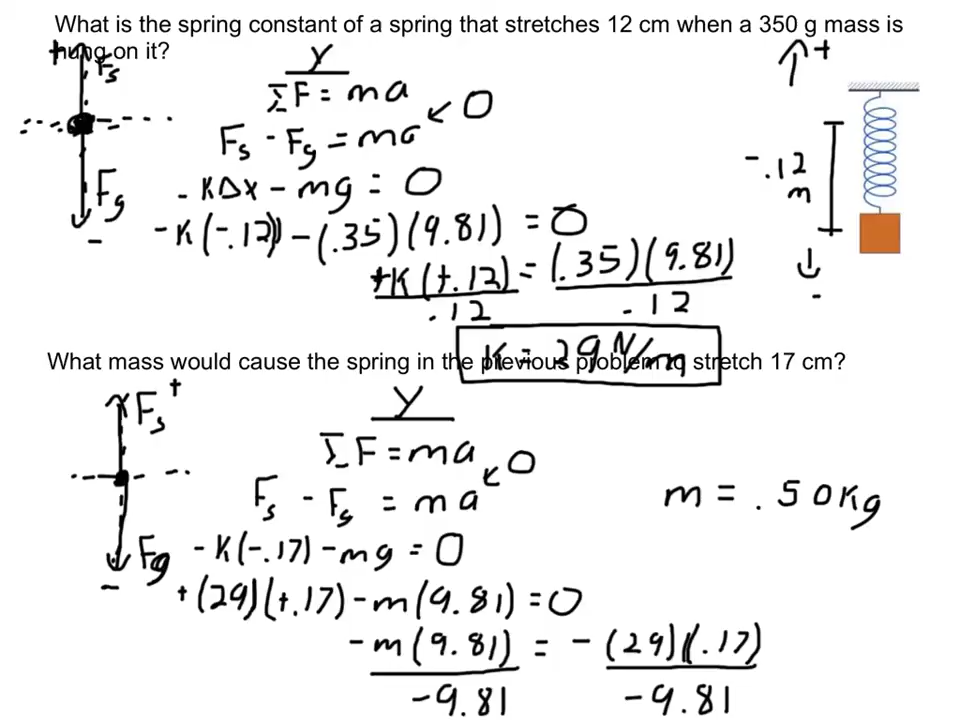 What is the spring constant of a spring that stretches 12 cm when a 350 g mass is
hung on it?
+ Fs
Y
↑+
ΣF = ma
Fs - Fg = ma ↙ 0
Fg
-
- KΔx - mg = 0
-.12
m
-K(-.12) - (.35)(9.81) = 0
+K(+.12) = (.35)(9.81)
.12 .12
↓
-
K = 29 N/m
What mass would cause the spring in the previous problem to stretch 17 cm?
Fs +
Y
ΣF = ma
Fs - Fg = ma ↙ 0
m = .50kg
Fg
-
-K(-.17) - mg = 0
+(29)(+.17) - m(9.81) = 0
-m(9.81) = -(29)(.17)
-9.81 -9.81